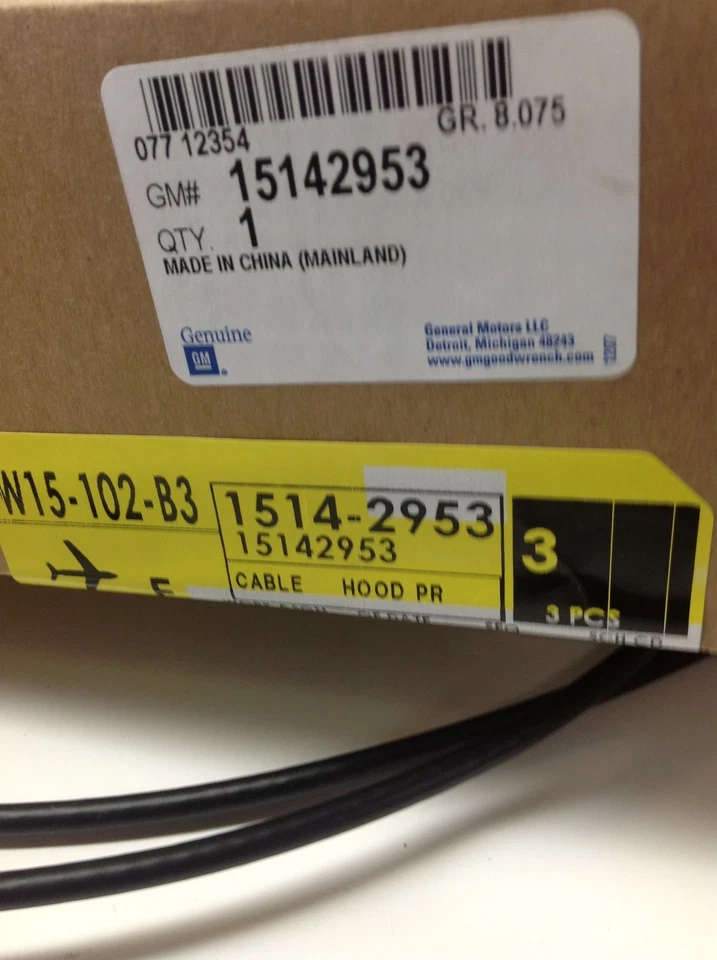 GR. 8.075
077 12354
GM# 15142953
QTY. 1
MADE IN CHINA (MAINLAND)
Genuine
GM
General Motors LLC
Detroit, Michigan 48243
www.gmgoodwrench.com
W15-102-B3
1514-2953
15142953
CABLE HOOD PR
3
3 PCS